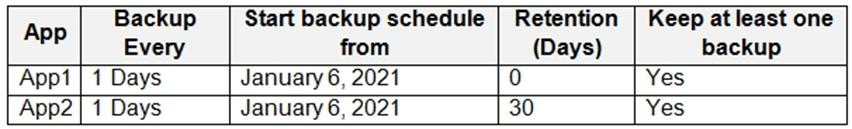 App Backup Every Start backup schedule from Retention (Days) Keep at least one backup
App1 1 Days January 6, 2021 0 Yes
App2 1 Days January 6, 2021 30 Yes